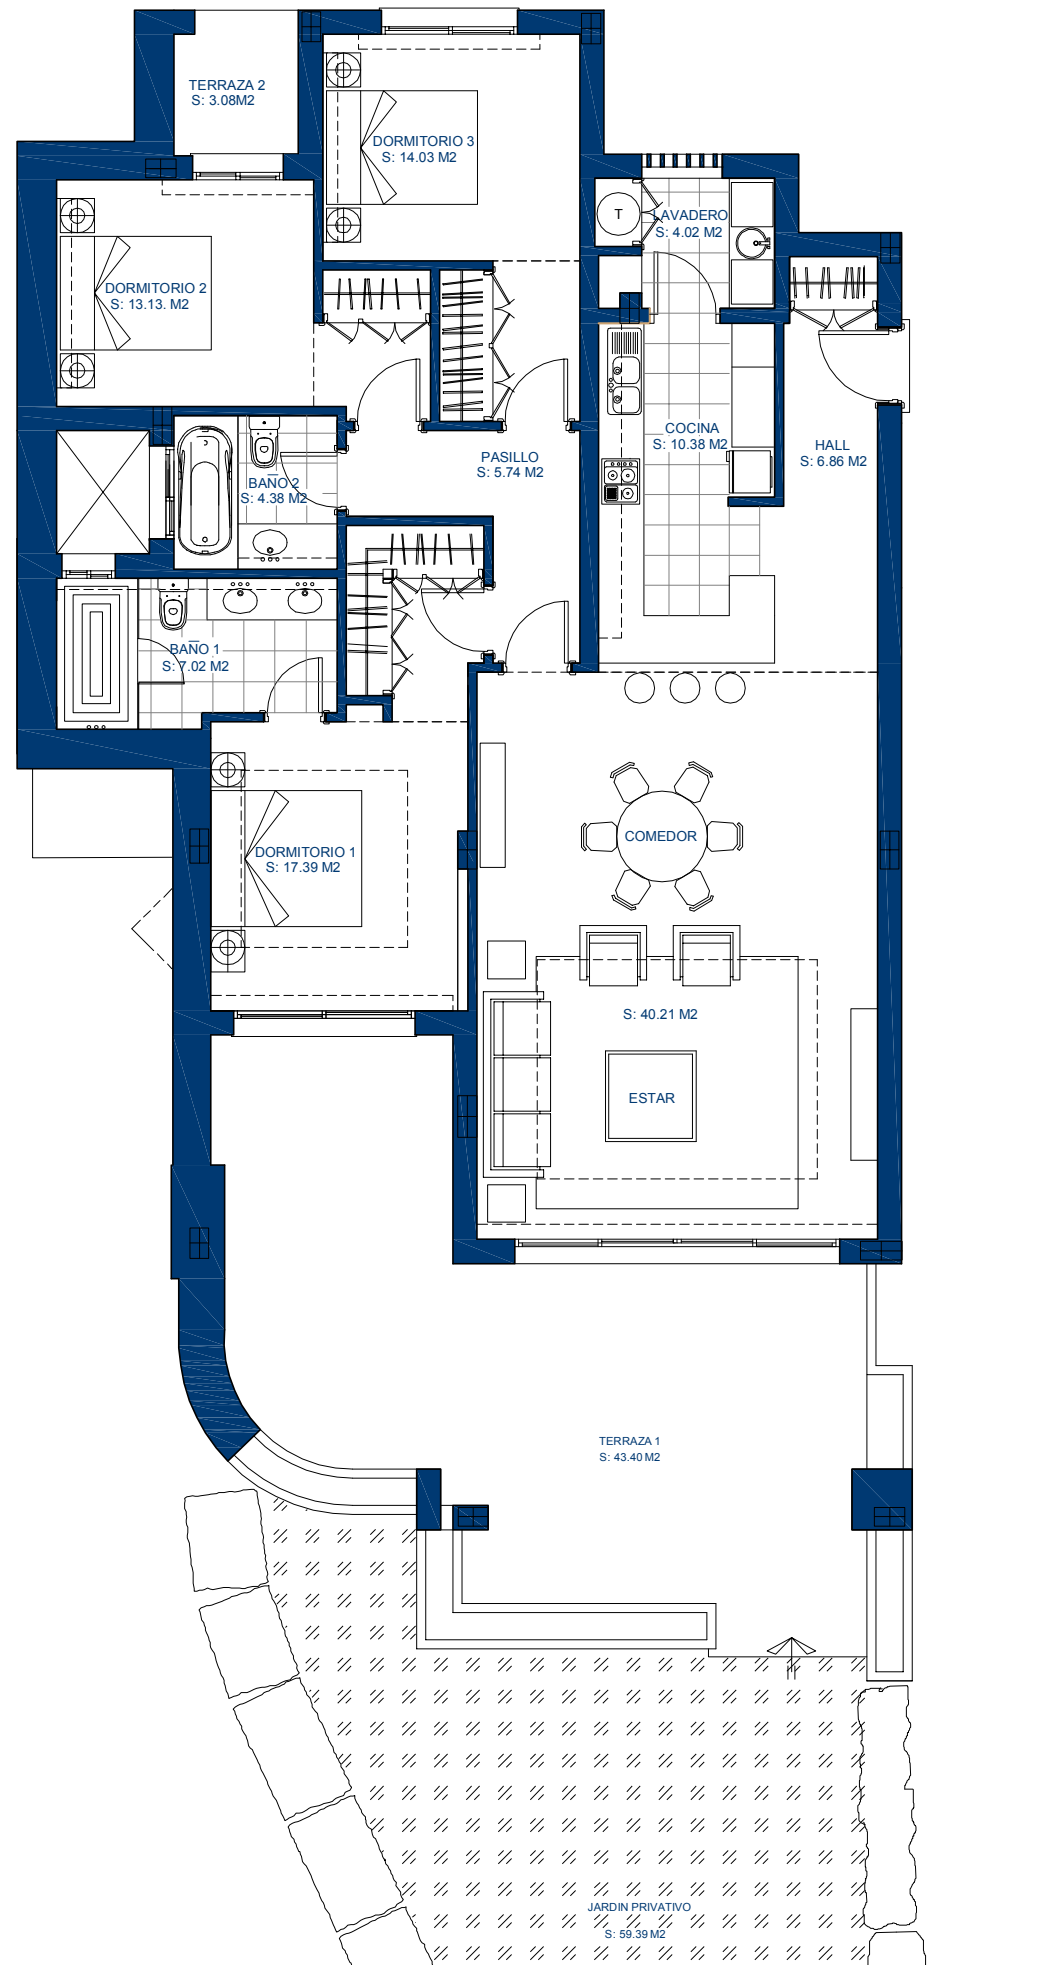 TERRAZA 2
S: 3.08M2
DORMITORIO 3
S: 14.03 M2
T
LAVADERO
S: 4.02 M2
DORMITORIO 2
S: 13.13. M2
COCINA
S: 10.38 M2
HALL
S: 6.86 M2
PASILLO
S: 5.74 M2
BAÑO 2
S: 4.38 M2
BAÑO 1
S: 7.02 M2
COMEDOR
DORMITORIO 1
S: 17.39 M2
S: 40.21 M2
ESTAR
TERRAZA 1
S: 43.40 M2
JARDIN PRIVATIVO
S: 59.39 M2